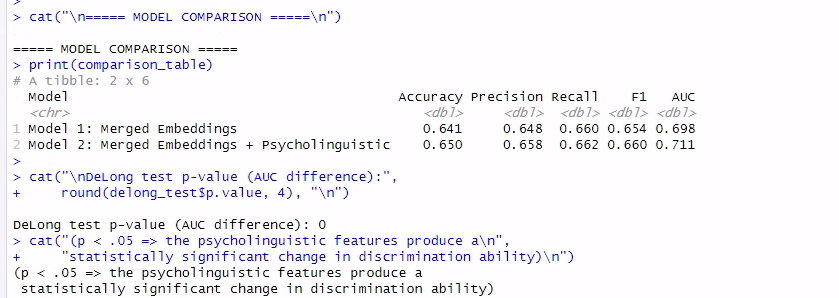 >
> cat("\n===== MODEL COMPARISON =====\n")

===== MODEL COMPARISON =====
> print(comparison_table)
# A tibble: 2 x 6
  Model                                          Accuracy Precision Recall    F1   AUC
  <chr>                                             <dbl>     <dbl>  <dbl> <dbl> <dbl>
1 Model 1: Merged Embeddings                        0.641     0.648  0.660 0.654 0.698
2 Model 2: Merged Embeddings + Psycholinguistic     0.650     0.658  0.662 0.660 0.711
>
> cat("\nDeLong test p-value (AUC difference):",
+     round(delong_test$p.value, 4), "\n")

DeLong test p-value (AUC difference): 0
> cat("(p < .05 => the psycholinguistic features produce a\n",
+     "statistically significant change in discrimination ability)\n")
(p < .05 => the psycholinguistic features produce a
 statistically significant change in discrimination ability)